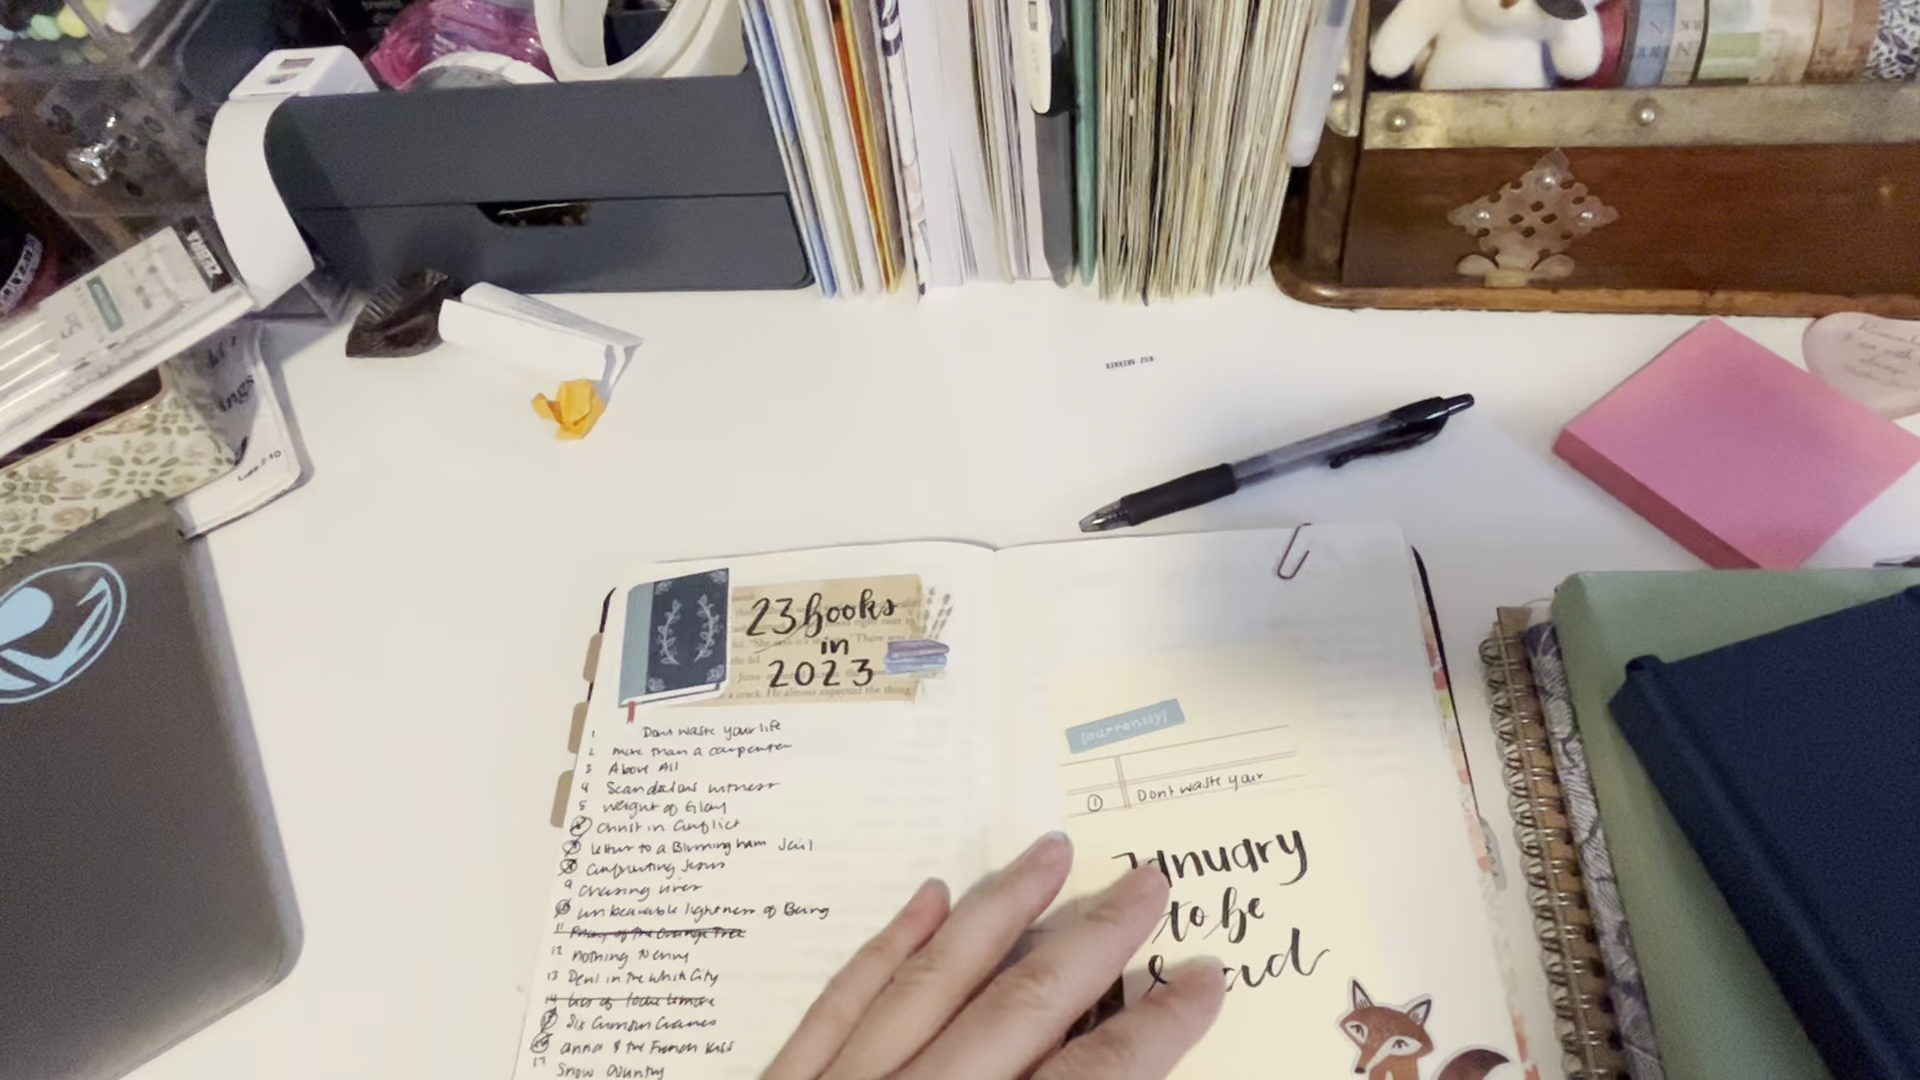 23 Books
in
2023
1 Dont waste your life
2 More than a carpenter
3 Above All
4 Scandalous witness
5 Weight of Glory
6 Christ in Conflict
7 letter to a Birmingham Jail
8 Confronting Jesus
9 Chasing vines
10 unbearable lightness of Being
11 Priory of the Orange Tree
12 nothing to envy
13 Devil in the White City
14 Lies of Locke Lamora
Six Crimson Cranes
anna & the French Kiss
17 Snow Country
[currently]
① Dont waste your
January
to be
Luke 2:10